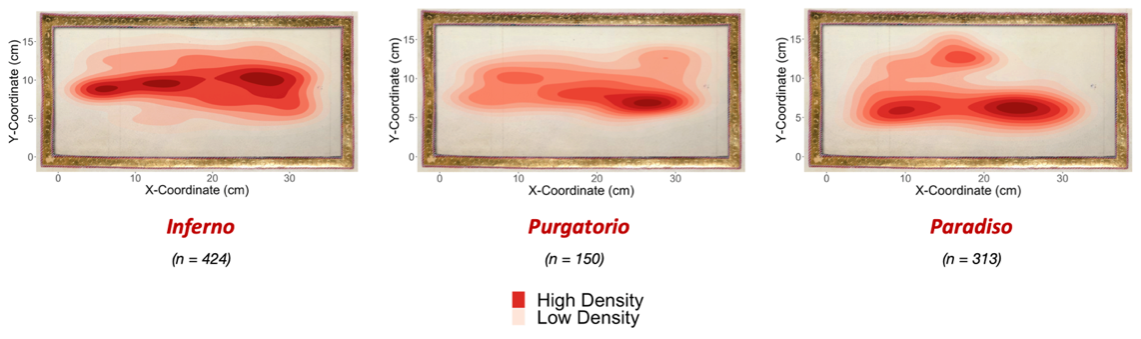 Y-Coordinate (cm)
15
10
5
0
0
10
20
30
X-Coordinate (cm)
Inferno
(n = 424)
Y-Coordinate (cm)
15
10
5
0
0
10
20
30
X-Coordinate (cm)
Purgatorio
(n = 150)
Y-Coordinate (cm)
15
10
5
0
0
10
20
30
X-Coordinate (cm)
Paradiso
(n = 313)
High Density
Low Density